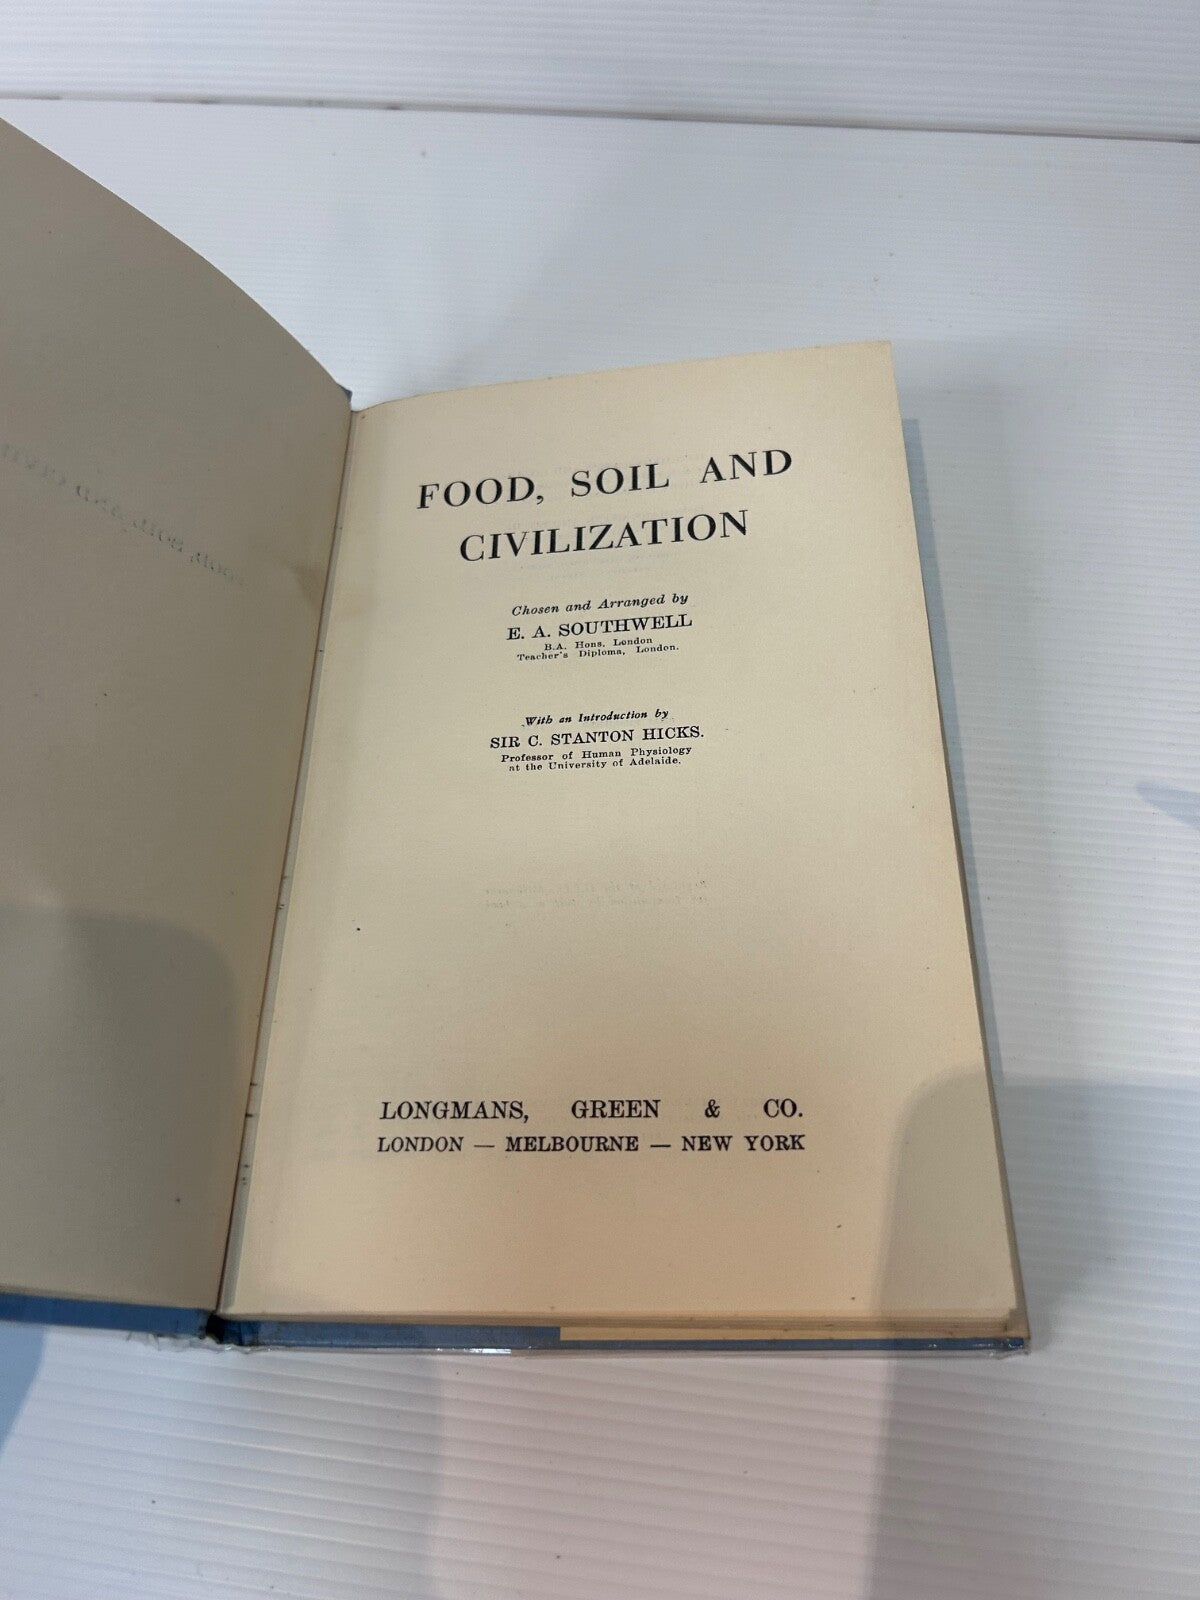 FOOD, SOIL AND
CIVILIZATION
Chosen and Arranged by
E. A. SOUTHWELL
B.A. Hons. London
Teacher's Diploma, London.
With an Introduction by
SIR C. STANTON HICKS.
Professor of Human Physiology
at the University of Adelaide.
LONGMANS, GREEN & CO.
LONDON — MELBOURNE — NEW YORK